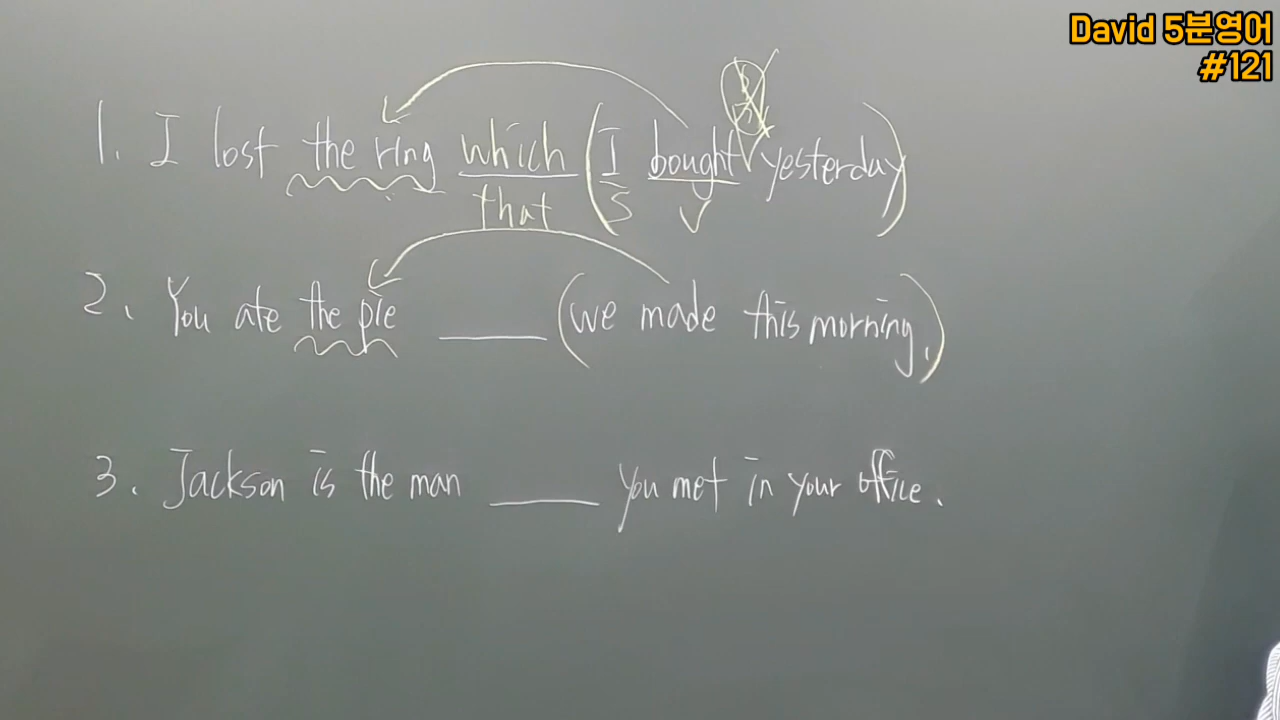 David 5분영어
#121
1. I lost the ring which (I bought √ yesterday)
that S V
2. You ate the pie ____ (we made this morning.)
3. Jackson is the man ____ you met in your office.